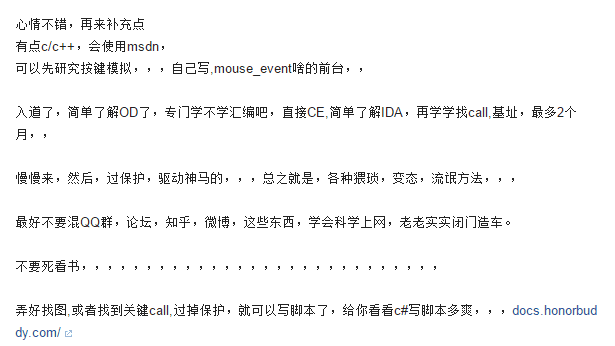 心情不错，再来补充点
有点c/c++，会使用msdn，
可以先研究按键模拟，，，自己写,mouse_event啥的前台，，
入道了，简单了解OD了，专门学不学汇编吧，直接CE,简单了解IDA，再学学找call,基址，最多2个
月，，
慢慢来，然后，过保护，驱动神马的，，，总之就是，各种猥琐，变态，流氓方法，，，
最好不要混QQ群，论坛，知乎，微博，这些东西，学会科学上网，老老实实闭门造车。
不要死看书，，，，，，，，，，，，，，，，，，，，，，，，，，，，
弄好找图,或者找到关键call,过掉保护，就可以写脚本了，给你看看c#写脚本多爽，，，docs.honorbud
dy.com/